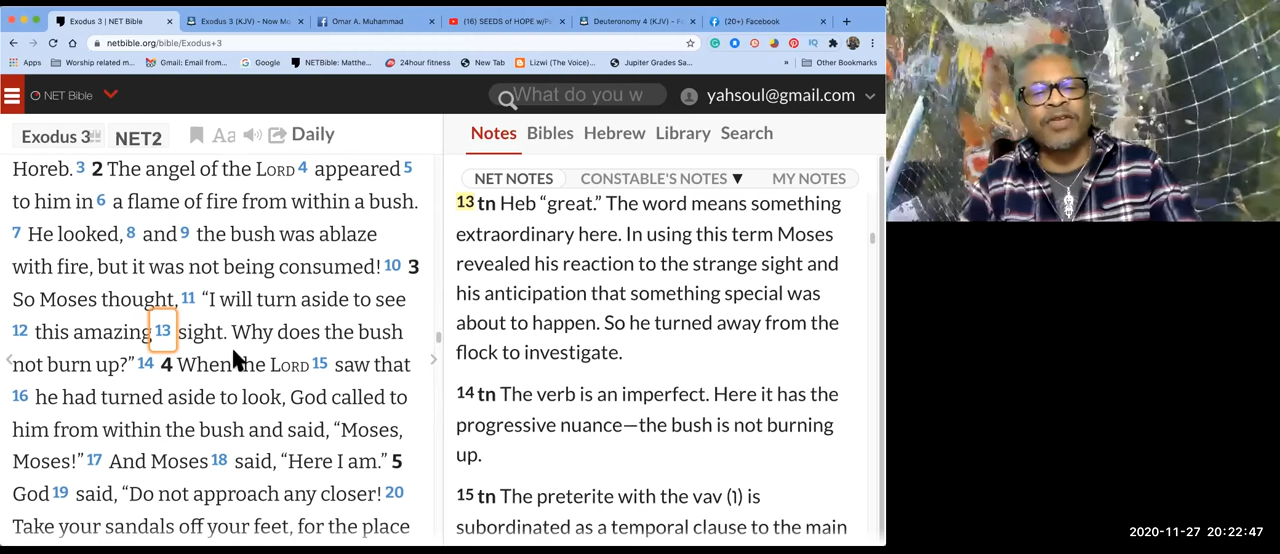 Exodus 3 | NET Bible
Exodus 3 (KJV) - Now Mo
Omar A. Muhammad
(16) SEEDS of HOPE w/Ps
Deuteronomy 4 (KJV) - F
(20+) Facebook
netbible.org/bible/Exodus+3
Apps
Worship related m...
Gmail: Email from...
Google
NETBible: Matthe...
24hour fitness
New Tab
Lizwi (The Voice)...
Jupiter Grades Sa...
» Other Bookmarks
NET Bible
What do you w
yahsoul@gmail.com
Exodus 3
NET2
Aa
Daily
Horeb. 3 2 The angel of the LORD 4 appeared 5
to him in 6 a flame of fire from within a bush.
7 He looked, 8 and 9 the bush was ablaze
with fire, but it was not being consumed! 10 3
So Moses thought, 11 “I will turn aside to see
12 this amazing 13 sight. Why does the bush
not burn up?” 14 4 When the LORD 15 saw that
16 he had turned aside to look, God called to
him from within the bush and said, “Moses,
Moses!” 17 And Moses 18 said, “Here I am.” 5
God 19 said, “Do not approach any closer! 20
Take your sandals off your feet, for the place
Notes Bibles Hebrew Library Search
NET NOTES CONSTABLE'S NOTES ▼ MY NOTES
13 tn Heb “great.” The word means something
extraordinary here. In using this term Moses
revealed his reaction to the strange sight and
his anticipation that something special was
about to happen. So he turned away from the
flock to investigate.
14 tn The verb is an imperfect. Here it has the
progressive nuance—the bush is not burning
up.
15 tn The preterite with the vav (ו) is
subordinated as a temporal clause to the main
2020-11-27 20:22:47